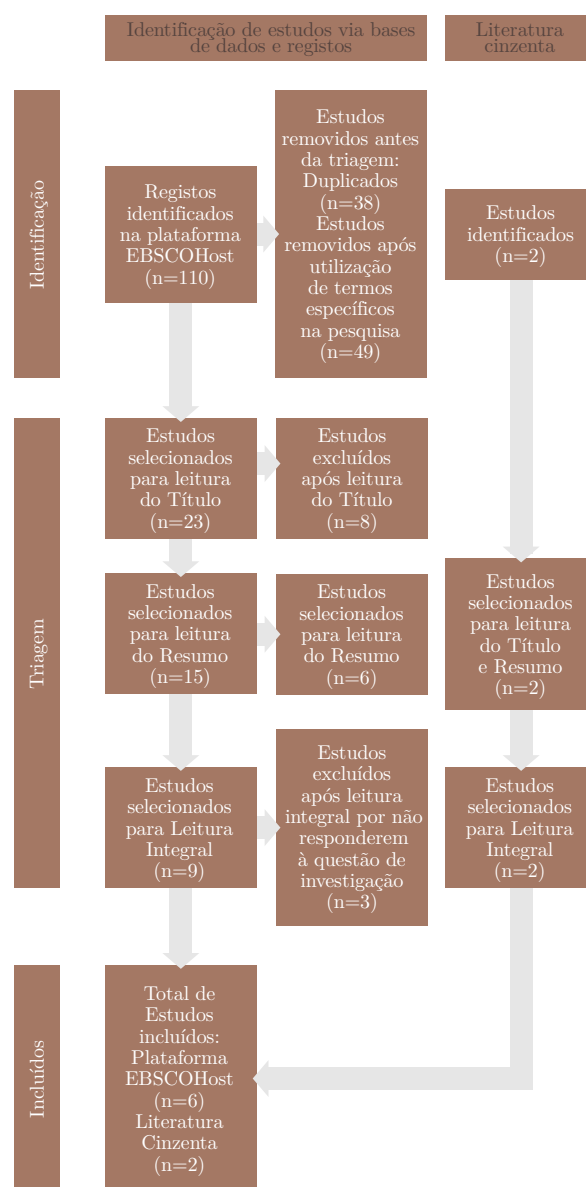 Identificação de estudos via bases
de dados e registos
Literatura
cinzenta
Identificação
Registos
identificados
na plataforma
EBSCOHost
(n=110)
Estudos
removidos antes
da triagem:
Duplicados
(n=38)
Estudos
removidos após
utilização
de termos
específicos
na pesquisa
(n=49)
Estudos
identificados
(n=2)
Triagem
Estudos
selecionados
para leitura
do Título
(n=23)
Estudos
excluídos
após leitura
do Título
(n=8)
Estudos
selecionados
para leitura
do Resumo
(n=15)
Estudos
selecionados
para leitura
do Resumo
(n=6)
Estudos
selecionados
para leitura
do Título
e Resumo
(n=2)
Estudos
selecionados
para Leitura
Integral
(n=9)
Estudos
excluídos
após leitura
integral por não
responderem
à questão de
investigação
(n=3)
Estudos
selecionados
para Leitura
Integral
(n=2)
Incluídos
Total de
Estudos
incluídos:
Plataforma
EBSCOHost
(n=6)
Literatura
Cinzenta
(n=2)